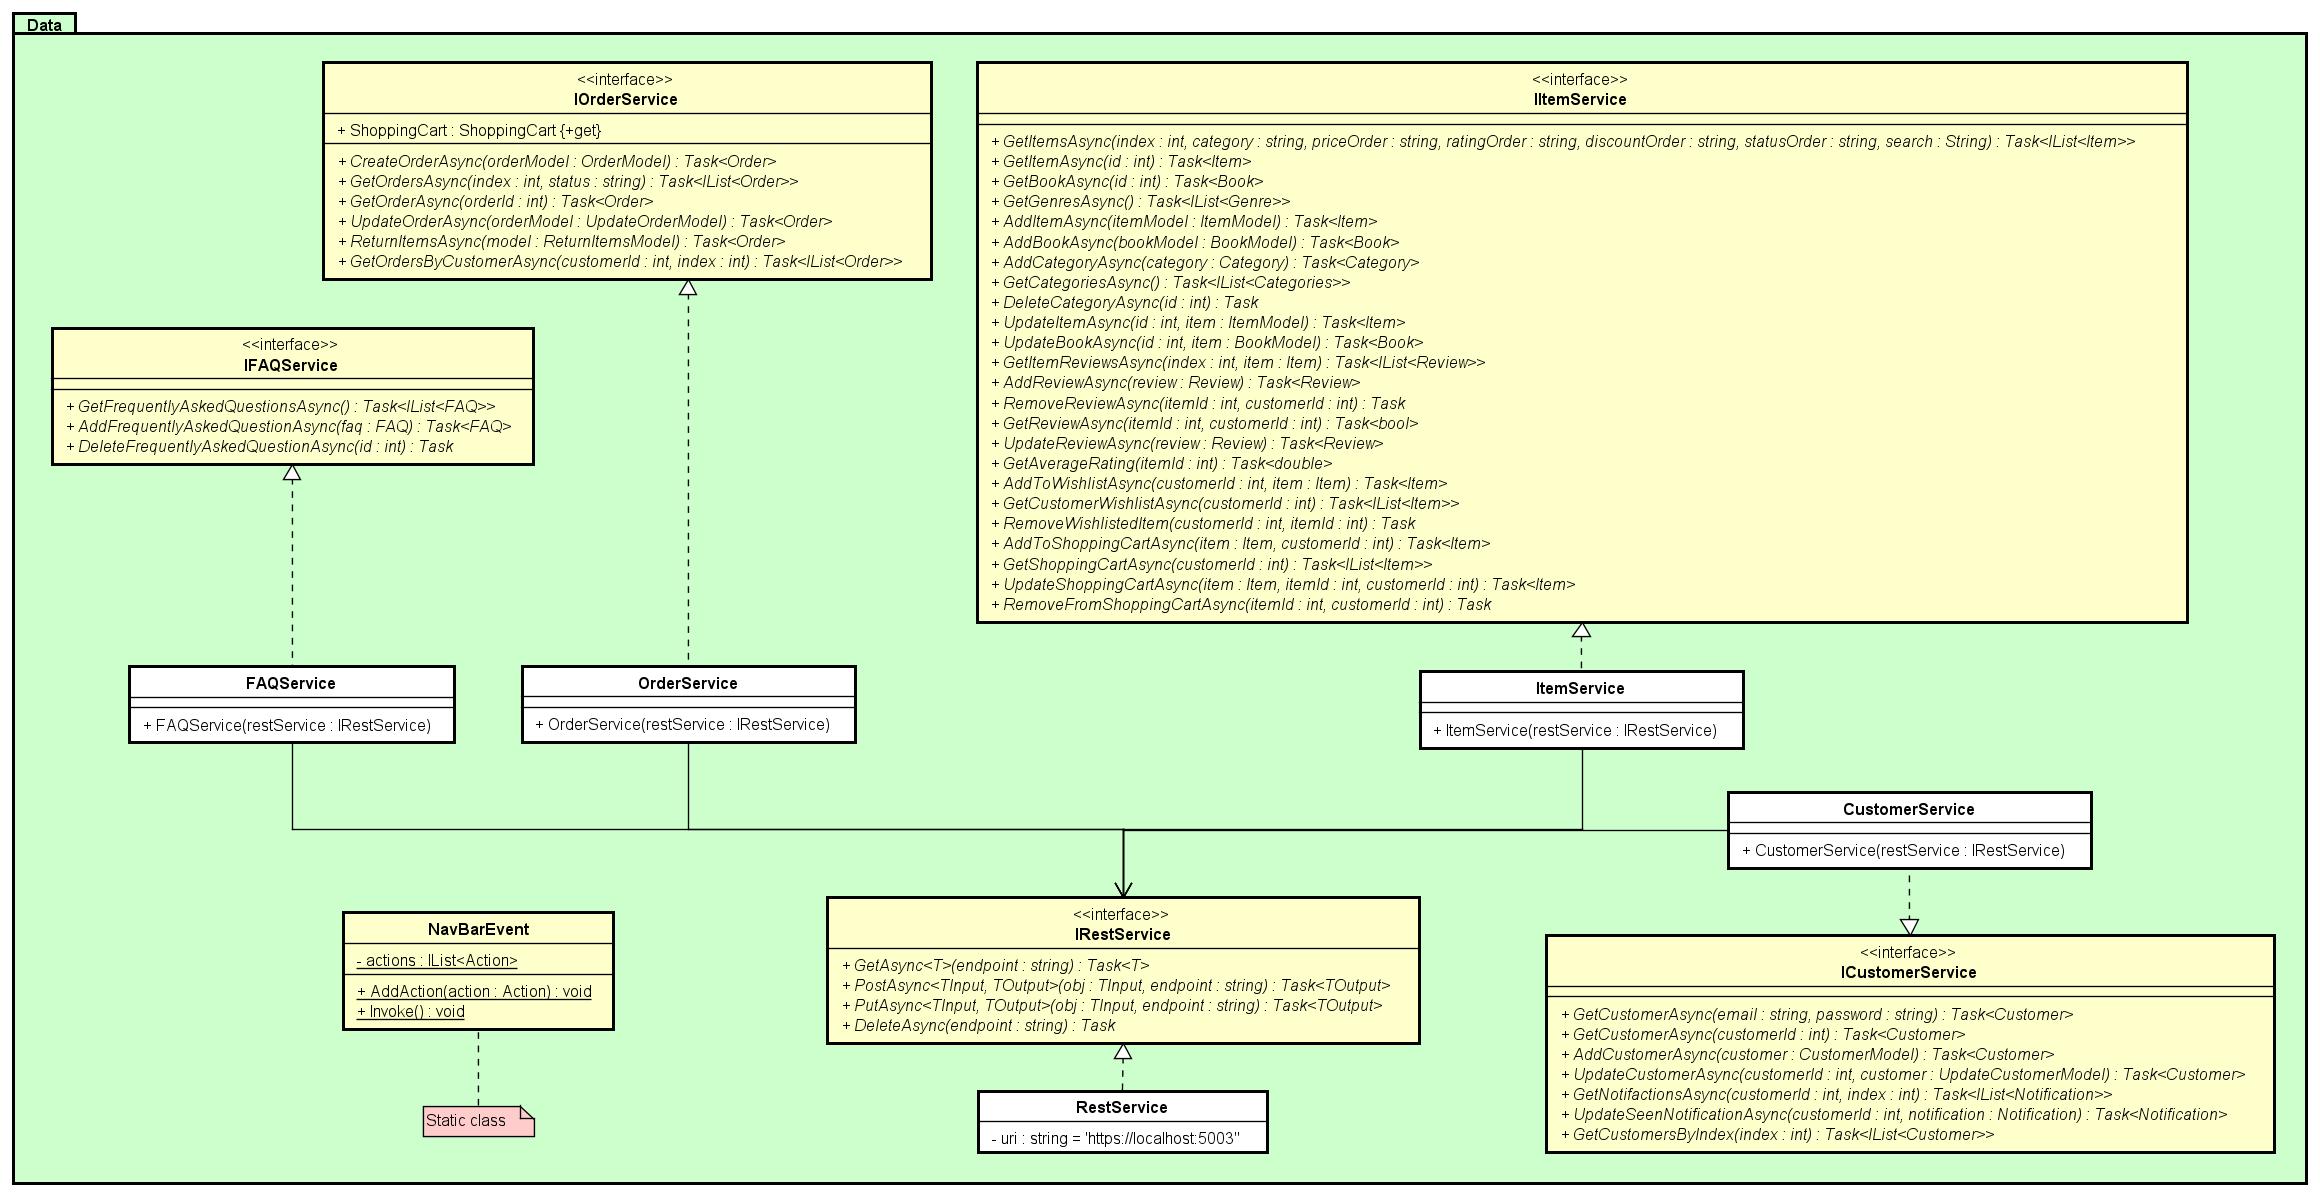 Data
<<interface>>
IOrderService
+ ShoppingCart : ShoppingCart {+get}
+ CreateOrderAsync(orderModel : OrderModel) : Task<Order>
+ GetOrdersAsync(index : int, status : string) : Task<IList<Order>>
+ GetOrderAsync(orderId : int) : Task<Order>
+ UpdateOrderAsync(orderModel : UpdateOrderModel) : Task<Order>
+ ReturnItemsAsync(model : ReturnItemsModel) : Task<Order>
+ GetOrdersByCustomerAsync(customerId : int, index : int) : Task<IList<Order>>
<<interface>>
IItemService
+ GetItemsAsync(index : int, category : string, priceOrder : string, ratingOrder : string, discountOrder : string, statusOrder : string, search : String) : Task<IList<Item>>
+ GetItemAsync(id : int) : Task<Item>
+ GetBookAsync(id : int) : Task<Book>
+ GetGenresAsync() : Task<IList<Genre>>
+ AddItemAsync(itemModel : ItemModel) : Task<Item>
+ AddBookAsync(bookModel : BookModel) : Task<Book>
+ AddCategoryAsync(category : Category) : Task<Category>
+ GetCategoriesAsync() : Task<IList<Categories>>
+ DeleteCategoryAsync(id : int) : Task
+ UpdateItemAsync(id : int, item : ItemModel) : Task<Item>
+ UpdateBookAsync(id : int, item : BookModel) : Task<Book>
+ GetItemReviewsAsync(index : int, item : Item) : Task<IList<Review>>
+ AddReviewAsync(review : Review) : Task<Review>
+ RemoveReviewAsync(itemId : int, customerId : int) : Task
+ GetReviewAsync(itemId : int, customerId : int) : Task<bool>
+ UpdateReviewAsync(review : Review) : Task<Review>
+ GetAverageRating(itemId : int) : Task<double>
+ AddToWishlistAsync(customerId : int, item : Item) : Task<Item>
+ GetCustomerWishlistAsync(customerId : int) : Task<IList<Item>>
+ RemoveWishlistedItem(customerId : int, itemId : int) : Task
+ AddToShoppingCartAsync(item : Item, customerId : int) : Task<Item>
+ GetShoppingCartAsync(customerId : int) : Task<IList<Item>>
+ UpdateShoppingCartAsync(item : Item, itemId : int, customerId : int) : Task<Item>
+ RemoveFromShoppingCartAsync(itemId : int, customerId : int) : Task
<<interface>>
IFAQService
+ GetFrequentlyAskedQuestionsAsync() : Task<IList<FAQ>>
+ AddFrequentlyAskedQuestionAsync(faq : FAQ) : Task<FAQ>
+ DeleteFrequentlyAskedQuestionAsync(id : int) : Task
FAQService
+ FAQService(restService : IRestService)
OrderService
+ OrderService(restService : IRestService)
ItemService
+ ItemService(restService : IRestService)
CustomerService
+ CustomerService(restService : IRestService)
NavBarEvent
- actions : IList<Action>
+ AddAction(action : Action) : void
+ Invoke() : void
Static class
<<interface>>
IRestService
+ GetAsync<T>(endpoint : string) : Task<T>
+ PostAsync<TInput, TOutput>(obj : TInput, endpoint : string) : Task<TOutput>
+ PutAsync<TInput, TOutput>(obj : TInput, endpoint : string) : Task<TOutput>
+ DeleteAsync(endpoint : string) : Task
RestService
- uri : string = 'https://localhost:5003"
<<interface>>
ICustomerService
+ GetCustomerAsync(email : string, password : string) : Task<Customer>
+ GetCustomerAsync(customerId : int) : Task<Customer>
+ AddCustomerAsync(customer : CustomerModel) : Task<Customer>
+ UpdateCustomerAsync(customerId : int, customer : UpdateCustomerModel) : Task<Customer>
+ GetNotifactionsAsync(customerId : int, index : int) : Task<IList<Notification>>
+ UpdateSeenNotificationAsync(customerId : int, notification : Notification) : Task<Notification>
+ GetCustomersByIndex(index : int) : Task<IList<Customer>>